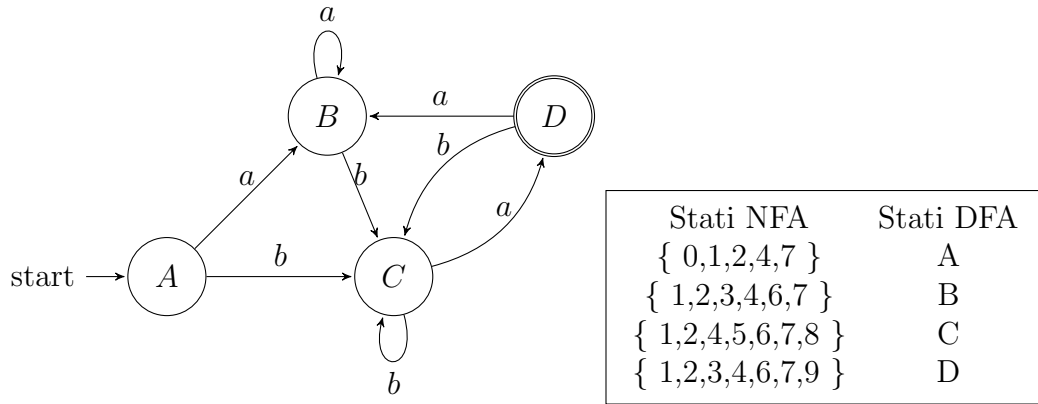 a
B
a
D
b
a
b
a
start
A
b
C
b
Stati NFA Stati DFA
{ 0,1,2,4,7 } A
{ 1,2,3,4,6,7 } B
{ 1,2,4,5,6,7,8 } C
{ 1,2,3,4,6,7,9 } D